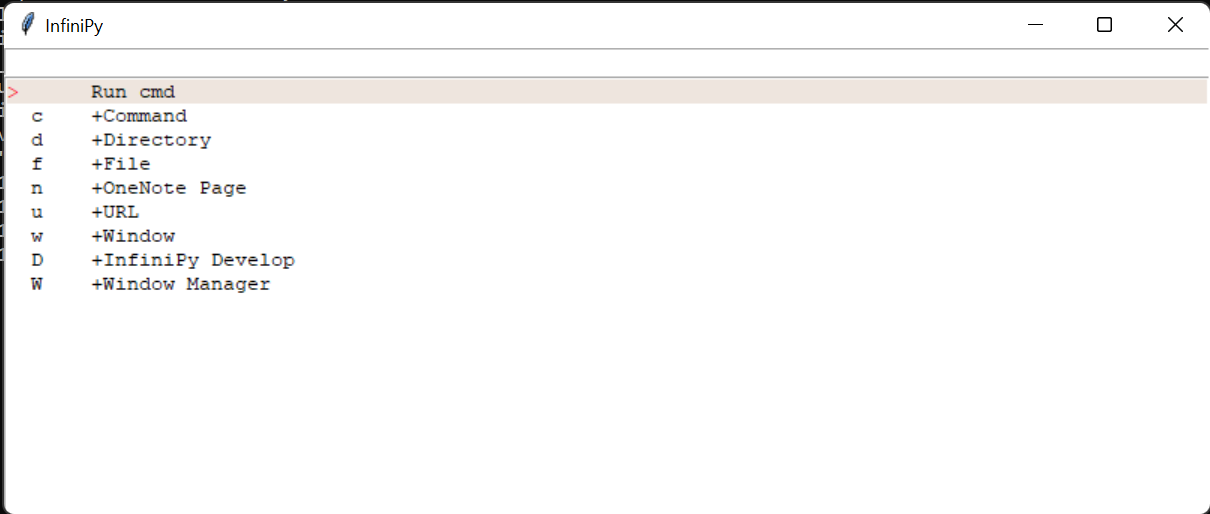 InfiniPy
> Run cmd
c +Command
d +Directory
f +File
n +OneNote Page
u +URL
w +Window
D +InfiniPy Develop
W +Window Manager